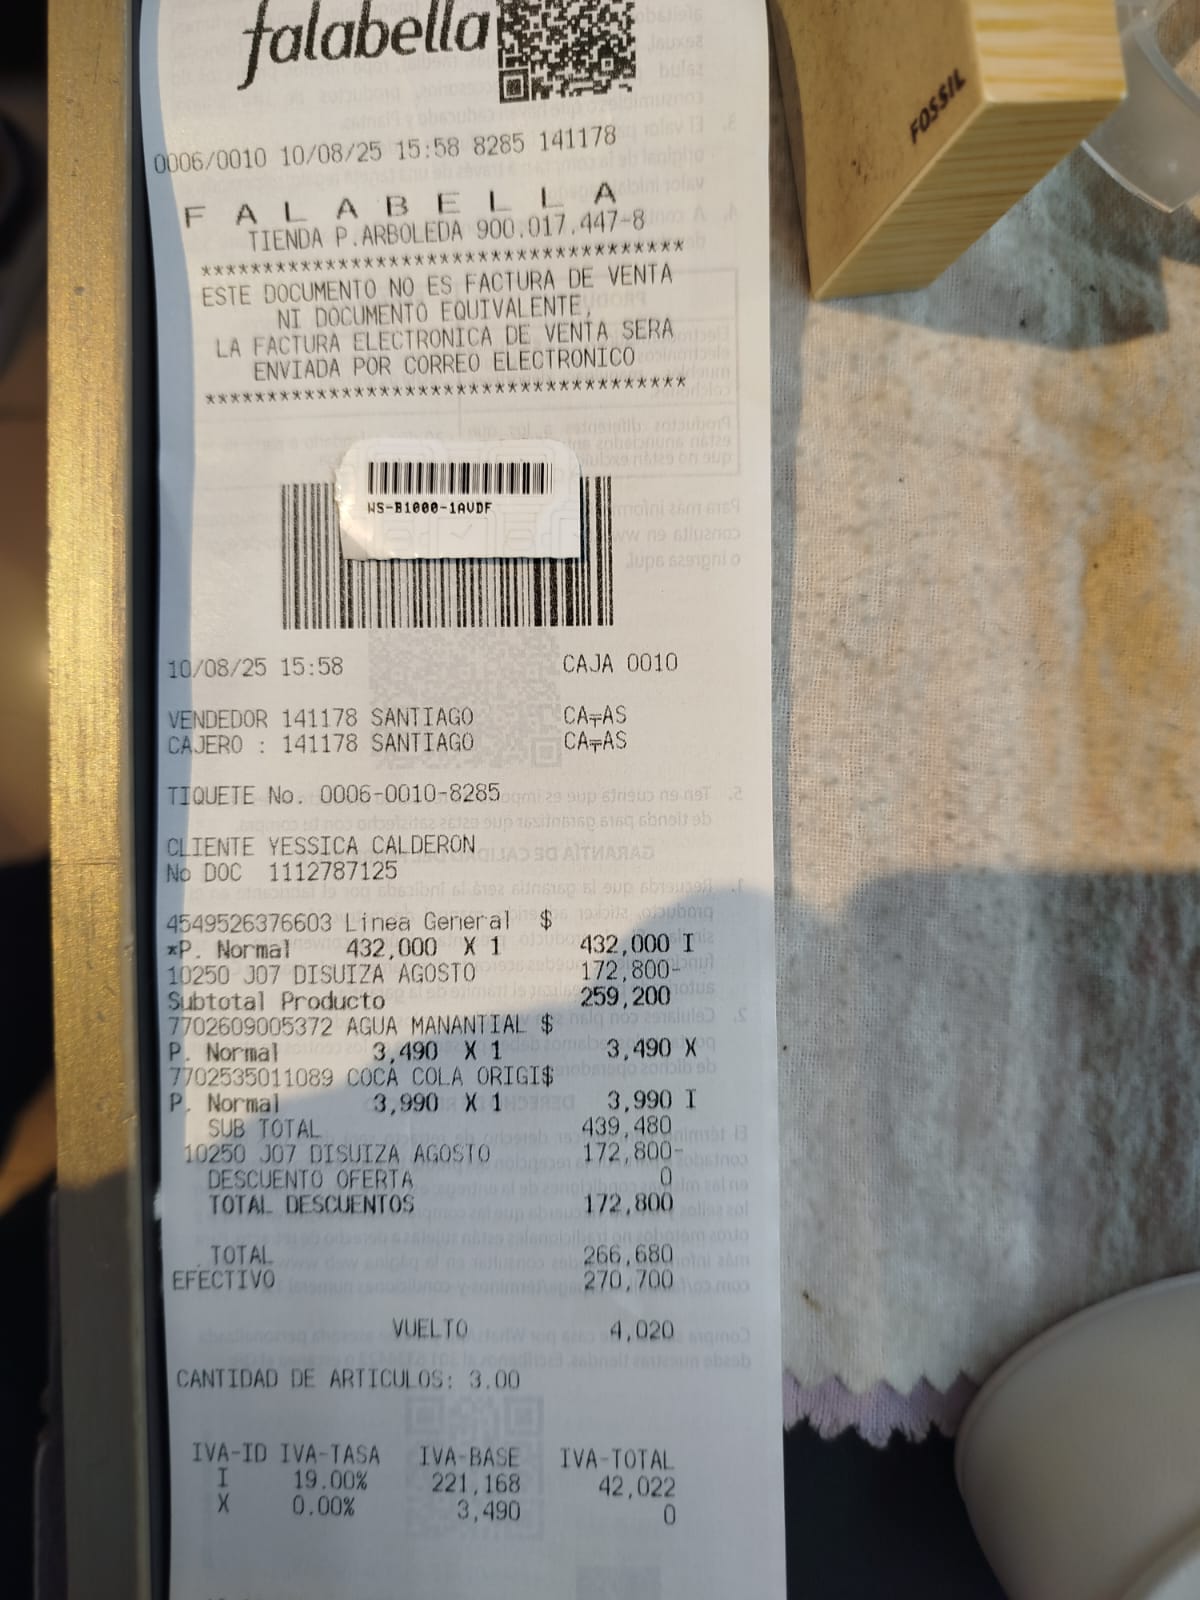 falabella
FOSSIL
0006/0010 10/08/25 15:58 8285 141178
FALABELLA
TIENDA P.ARBOLEDA 900.017.447-8
**************************************
ESTE DOCUMENTO NO ES FACTURA DE VENTA
NI DOCUMENTO EQUIVALENTE,
LA FACTURA ELECTRONICA DE VENTA SERA
ENVIADA POR CORREO ELECTRONICO
**************************************
WS-B1000-1AVDF
10/08/25 15:58 CAJA 0010
VENDEDOR 141178 SANTIAGO
CAJERO : 141178 SANTIAGO
TIQUETE No. 0006-0010-8285
CLIENTE YESSICA CALDERON
No DOC 1112787125
4549526376603 Linea General $
*P. Normal 432,000 X 1 432,000 I
10250 J07 DISUIZA AGOSTO 172,800-
Subtotal Producto 259,200
7702609005372 AGUA MANANTIAL $
P. Normal 3,490 X 1 3,490 X
7702535011089 COCA COLA ORIGI$
P. Normal 3,990 X 1 3,990 I
SUB TOTAL 439,480
10250 J07 DISUIZA AGOSTO 172,800-
DESCUENTO OFERTA 0
TOTAL DESCUENTOS 172,800
TOTAL 266,680
EFECTIVO 270,700
VUELTO 4,020
CANTIDAD DE ARTICULOS: 3.00
IVA-ID IVA-TASA IVA-BASE IVA-TOTAL
I 19.00% 221,168 42,022
X 0.00% 3,490 0